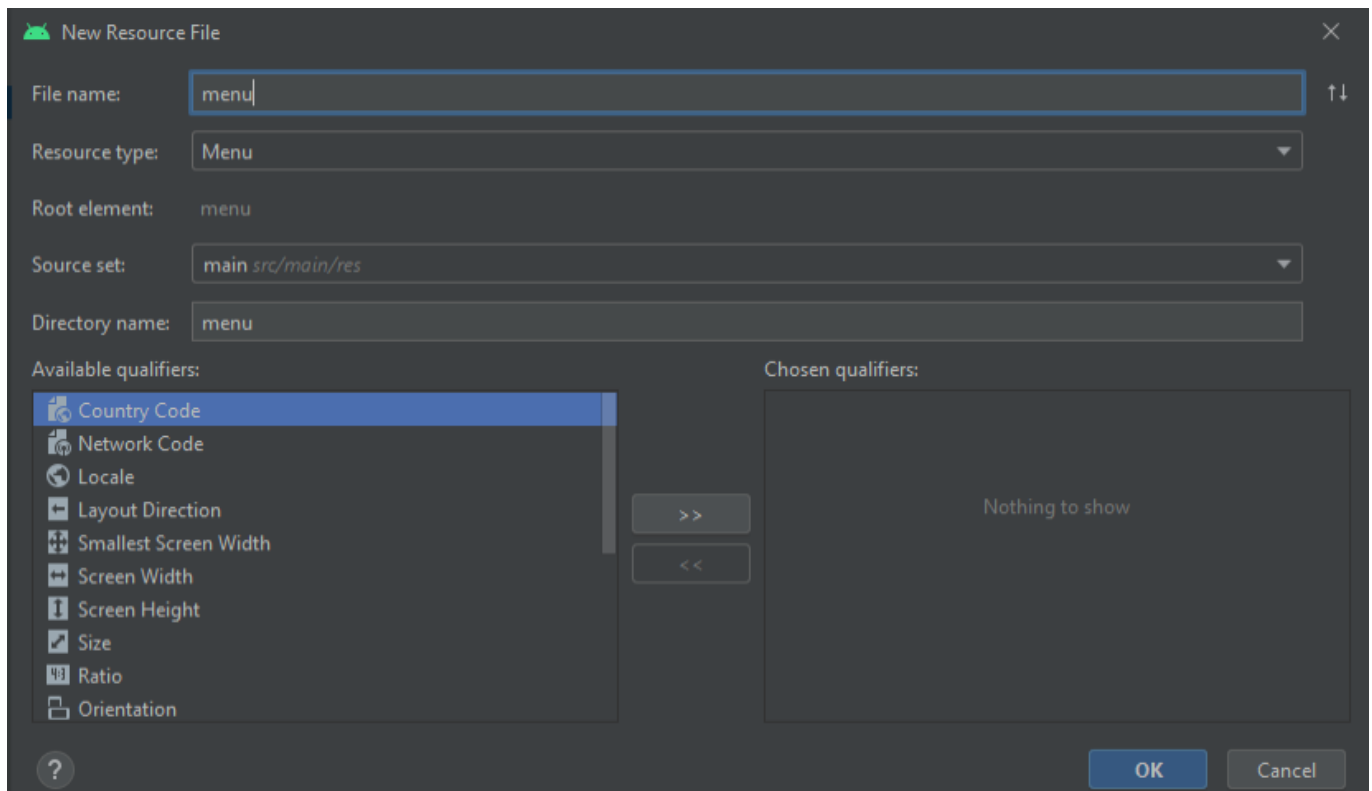 New Resource File
File name: menu
Resource type: Menu
Root element: menu
Source set: main src/main/res
Directory name: menu
Available qualifiers:
Chosen qualifiers:
Country Code
Network Code
Locale
Layout Direction
Smallest Screen Width
Screen Width
Screen Height
Size
4:3 Ratio
Orientation
>>
<<
Nothing to show
?
OK
Cancel